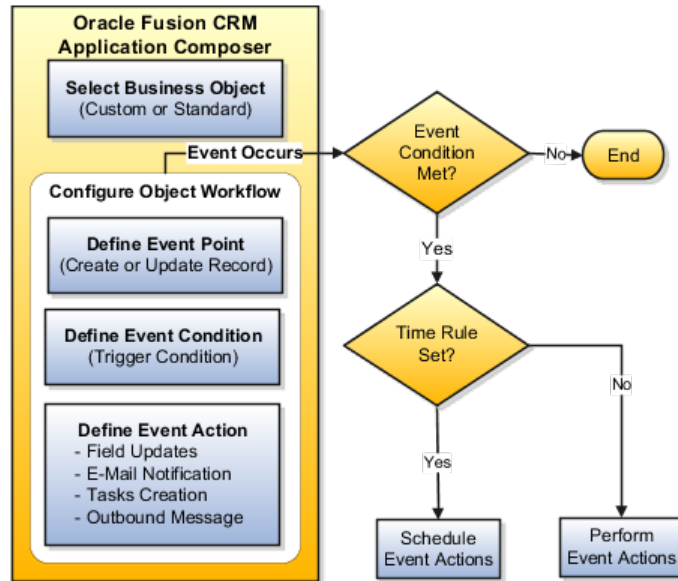 Oracle Fusion CRM
Application Composer
Select Business Object
(Custom or Standard)
Event Occurs
Configure Object Workflow
Define Event Point
(Create or Update Record)
Define Event Condition
(Trigger Condition)
Define Event Action
- Field Updates
- E-Mail Notification
- Tasks Creation
- Outbound Message
Event
Condition
Met?
No
End
Yes
Time Rule
Set?
No
Yes
Schedule
Event Actions
Perform
Event Actions